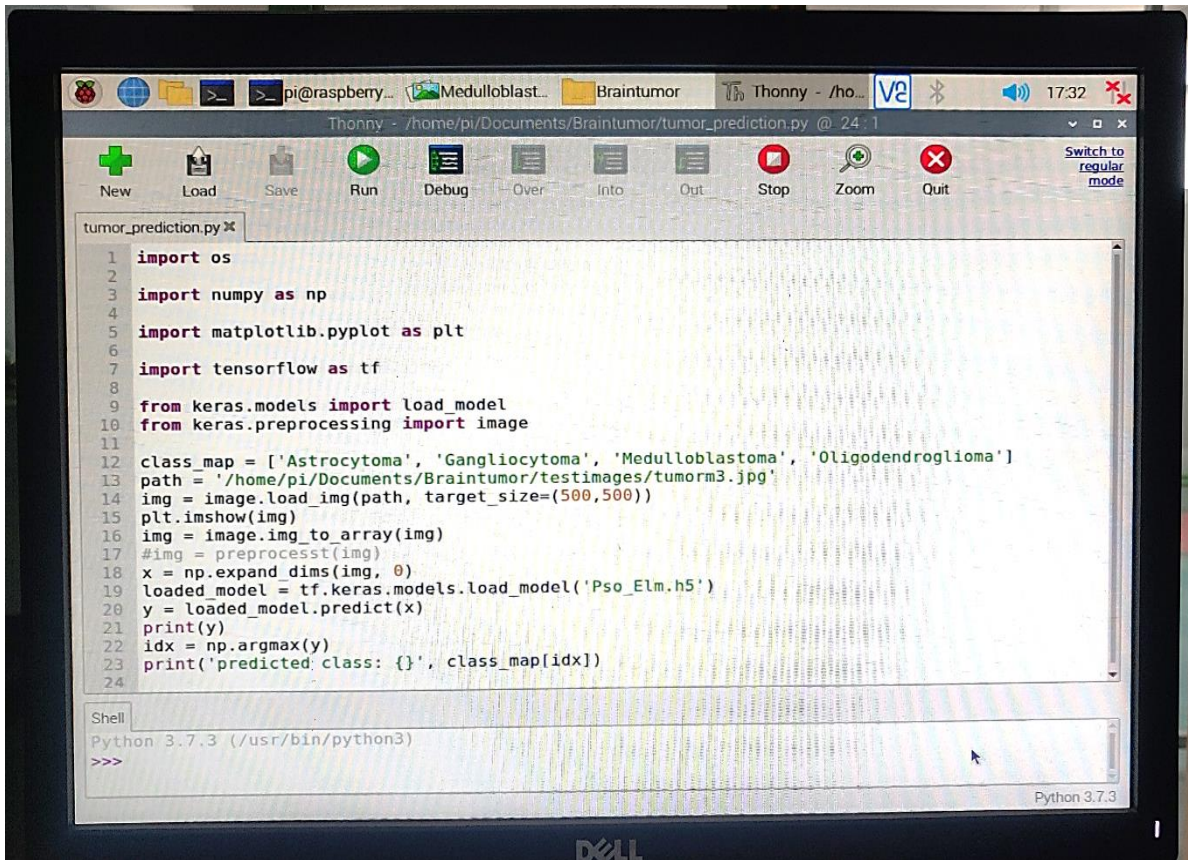 pi@raspberry... Medulloblast... Braintumor Thonny - /ho... V2 17:32
Thonny - /home/pi/Documents/Braintumor/tumor_prediction.py @ 24:1
New Load Save Run Debug Over Into Out Stop Zoom Quit
Switch to
regular
mode
tumor_prediction.py
1 import os
2
3 import numpy as np
4
5 import matplotlib.pyplot as plt
6
7 import tensorflow as tf
8
9 from keras.models import load_model
10 from keras.preprocessing import image
11
12 class_map = ['Astrocytoma', 'Gangliocytoma', 'Medulloblastoma', 'Oligodendroglioma']
13 path = '/home/pi/Documents/Braintumor/testimages/tumorm3.jpg'
14 img = image.load_img(path, target_size=(500,500))
15 plt.imshow(img)
16 img = image.img_to_array(img)
17 #img = preprocesst(img)
18 x = np.expand_dims(img, 0)
19 loaded_model = tf.keras.models.load_model('Pso_Elm.h5')
20 y = loaded_model.predict(x)
21 print(y)
22 idx = np.argmax(y)
23 print('predicted class: {}', class_map[idx])
24
Shell
Python 3.7.3 (/usr/bin/python3)
>>>
Python 3.7.3
DELL